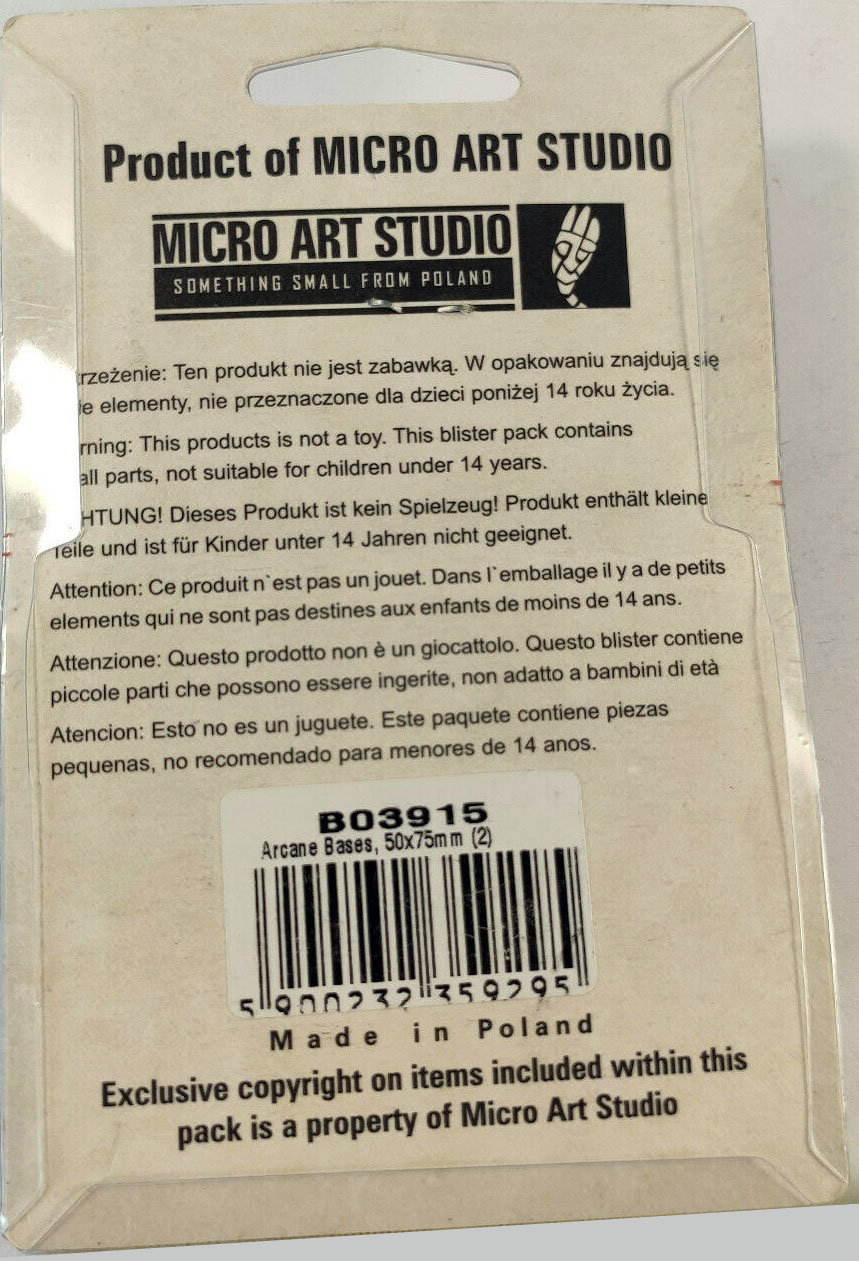 Product of MICRO ART STUDIO
MICRO ART STUDIO
SOMETHING SMALL FROM POLAND
rzeżenie: Ten produkt nie jest zabawką. W opakowaniu znajdują się
elementy, nie przeznaczone dla dzieci poniżej 14 roku życia.
rning: This products is not a toy. This blister pack contains
all parts, not suitable for children under 14 years.
HTUNG! Dieses Produkt ist kein Spielzeug! Produkt enthält kleine
Teile und ist für Kinder unter 14 Jahren nicht geeignet.
Attention: Ce produit n`est pas un jouet. Dans l`emballage il y a de petits
elements qui ne sont pas destines aux enfants de moins de 14 ans.
Attenzione: Questo prodotto non è un giocattolo. Questo blister contiene
piccole parti che possono essere ingerite, non adatto a bambini di età
Atencion: Esto no es un juguete. Este paquete contiene piezas
pequenas, no recomendado para menores de 14 anos.
B03915
Arcane Bases, 50x75mm (2)
5 900232 359295
Made in Poland
Exclusive copyright on items included within this
pack is a property of Micro Art Studio